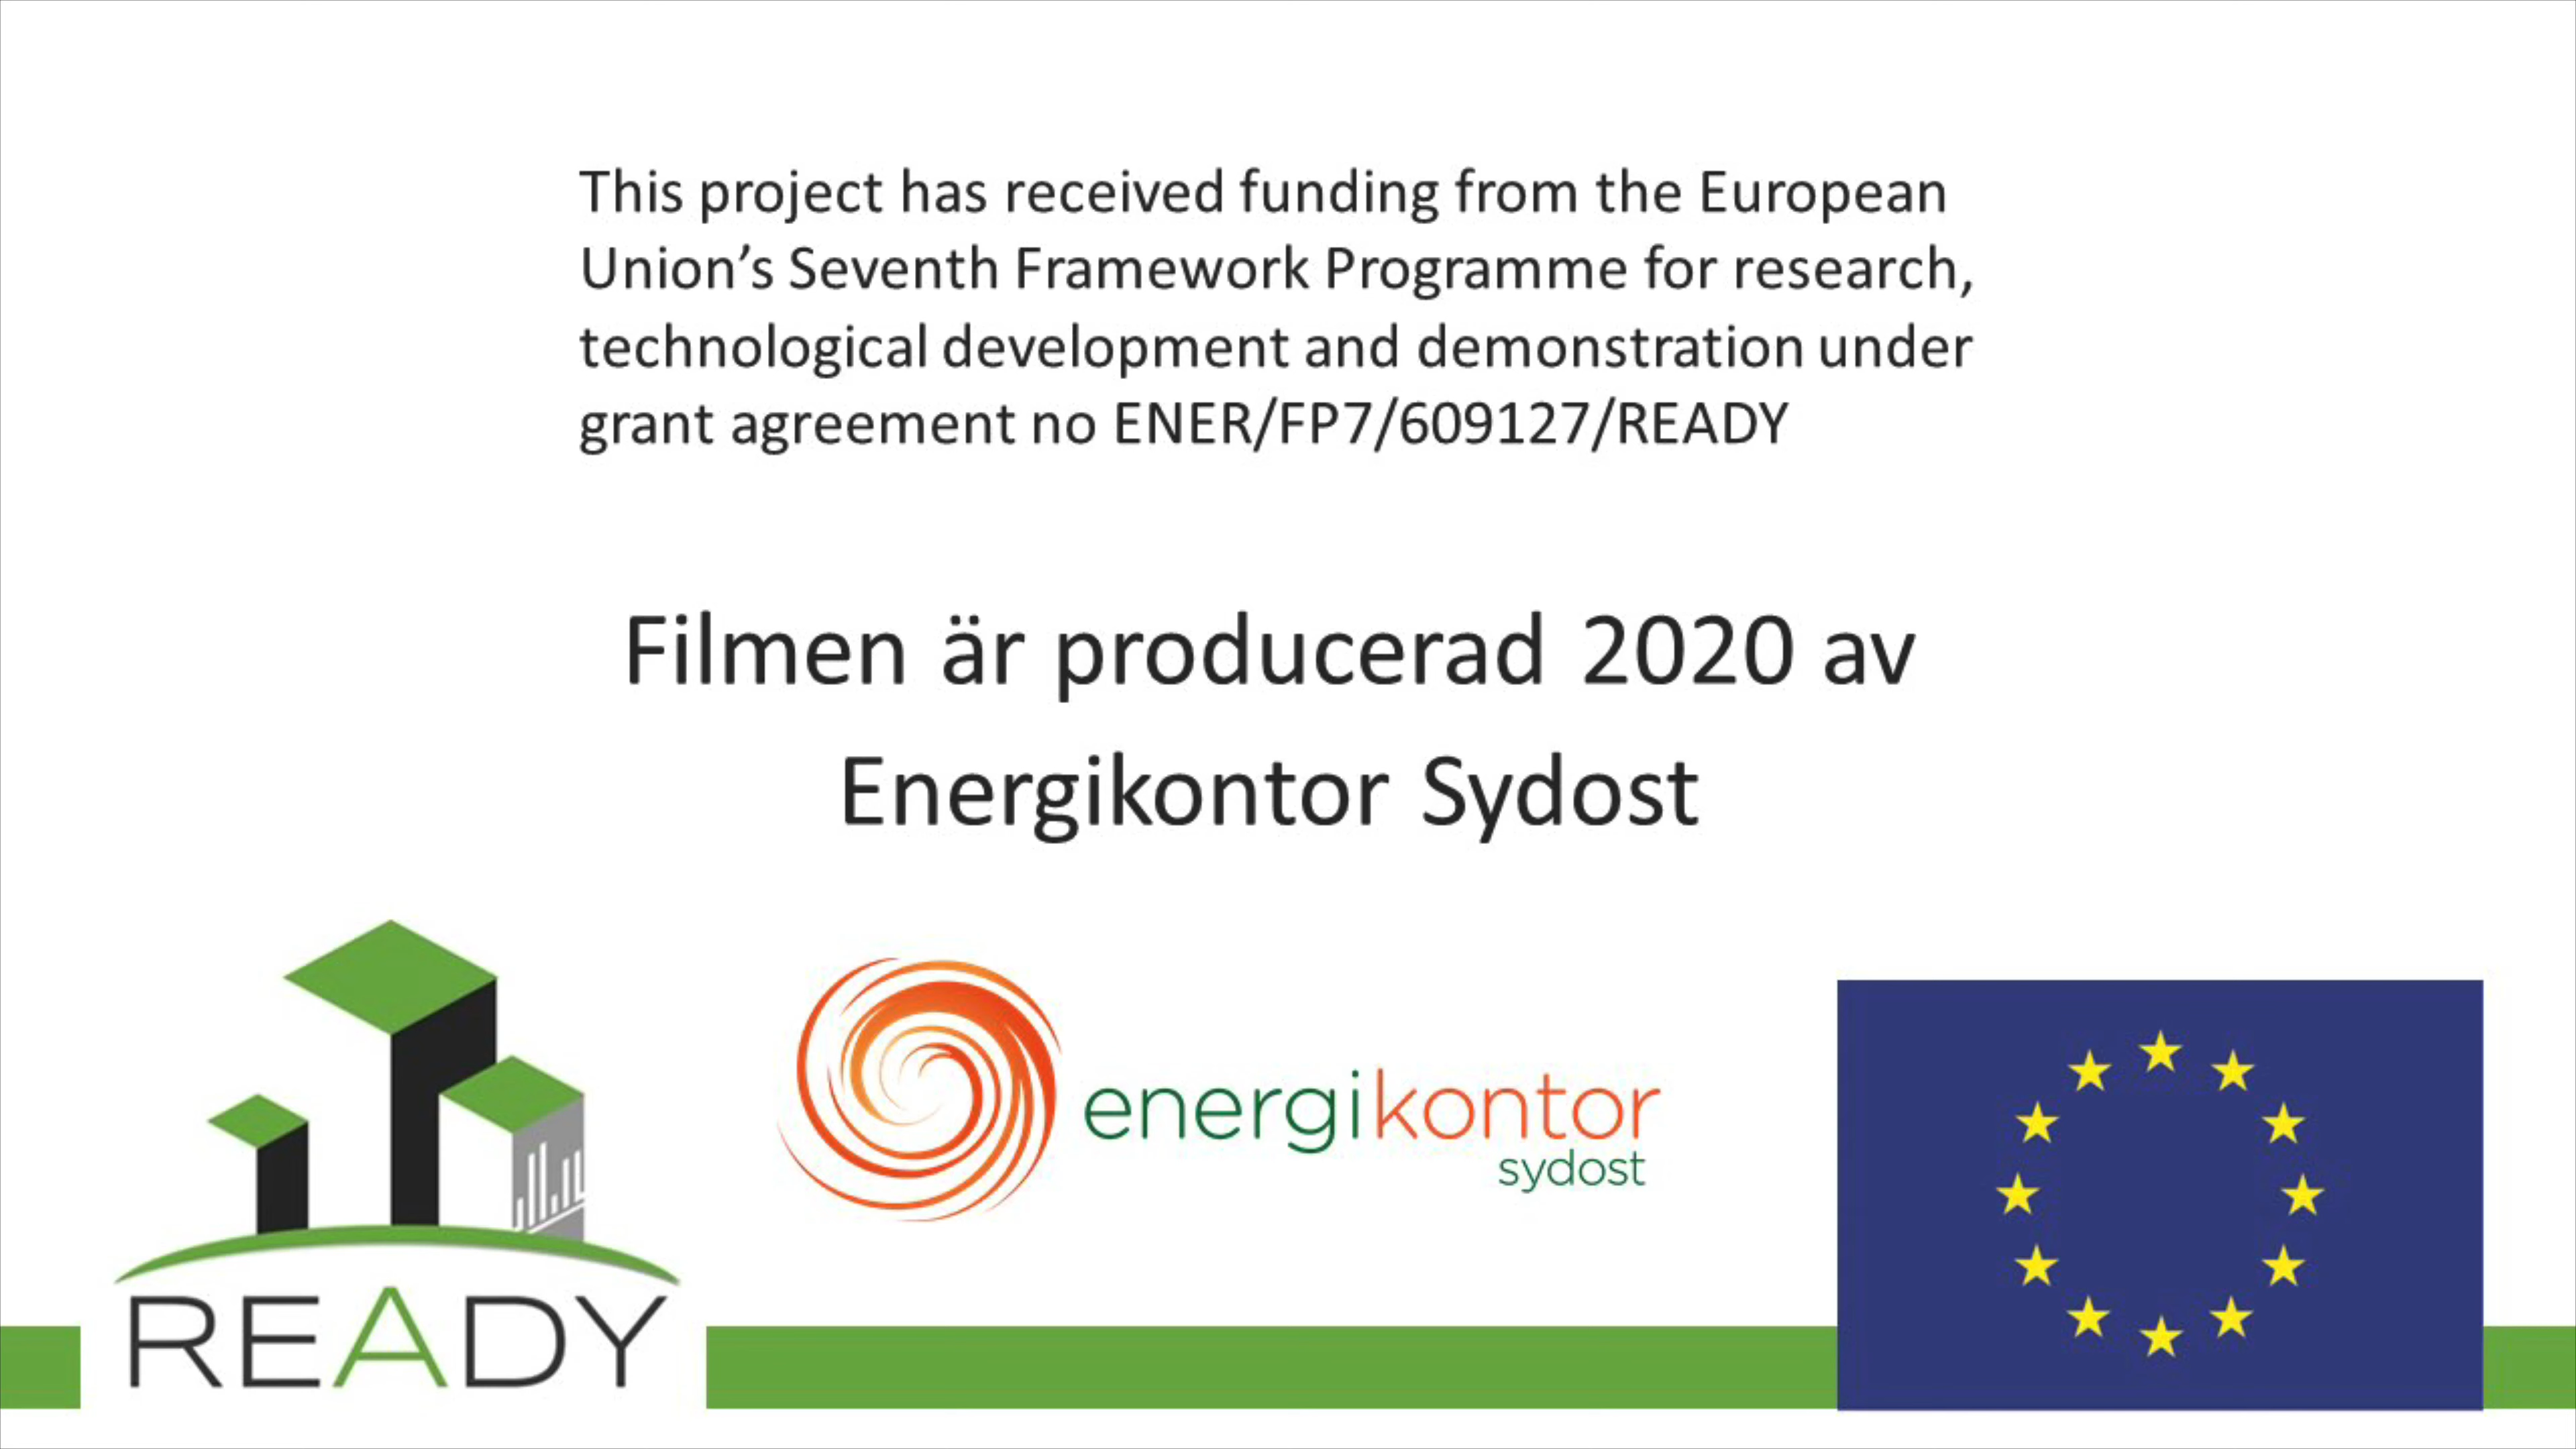 This project has received funding from the European
Union’s Seventh Framework Programme for research,
technological development and demonstration under
grant agreement no ENER/FP7/609127/READY
Filmen är producerad 2020 av
Energikontor Sydost
READY
energikontor
sydost